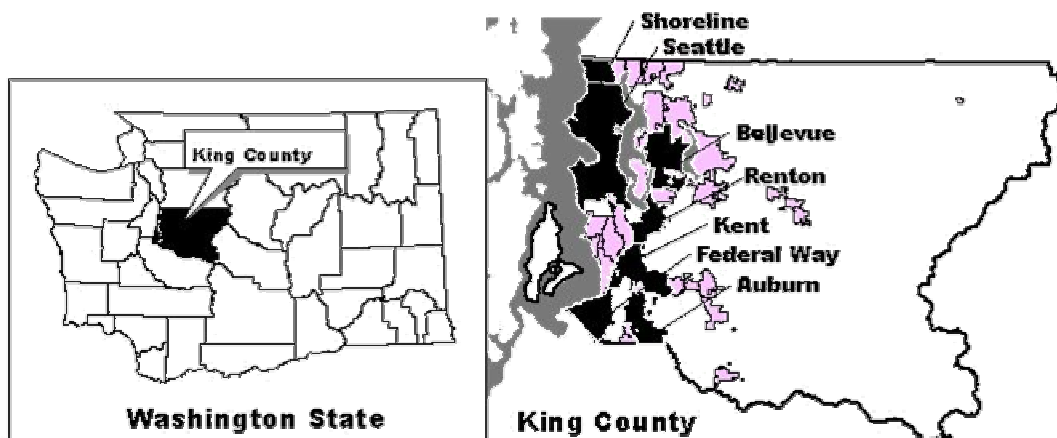 King County
Washington State
Shoreline
Seattle
Bellevue
Renton
Kent
Federal Way
Auburn
King County